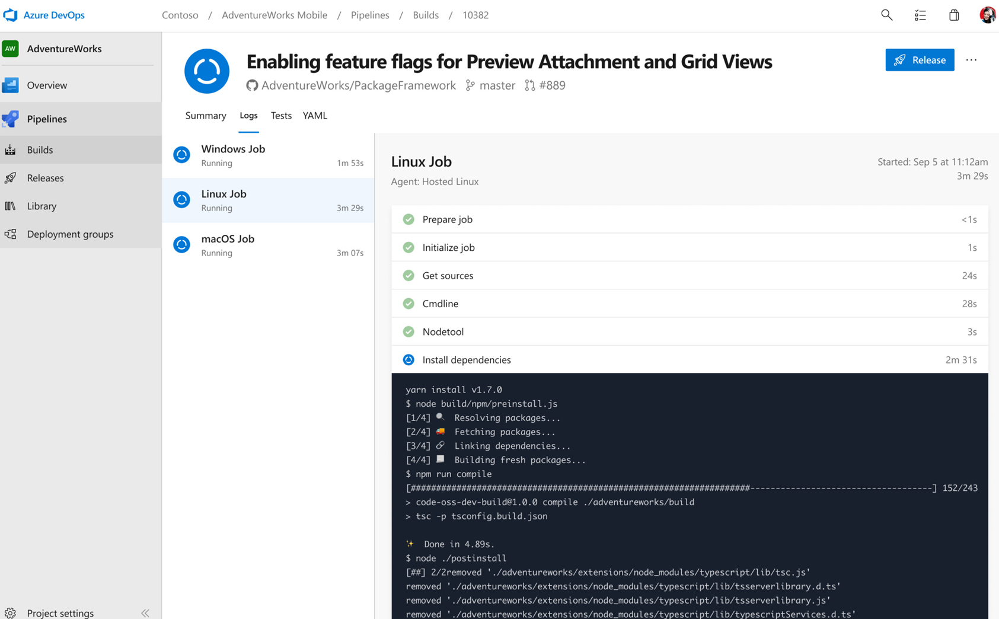 Azure DevOps
Contoso / AdventureWorks Mobile / Pipelines / Builds / 10382
AW AdventureWorks
Overview
Pipelines
Builds
Releases
Library
Deployment groups
Project settings
Enabling feature flags for Preview Attachment and Grid Views
AdventureWorks/PackageFramework master #889
Release
Summary Logs Tests YAML
Windows Job
Running 1m 53s
Linux Job
Running 3m 29s
macOS Job
Running 3m 07s
Linux Job
Agent: Hosted Linux
Started: Sep 5 at 11:12am
3m 29s
Prepare job <1s
Initialize job 1s
Get sources 24s
Cmdline 28s
Nodetool 3s
Install dependencies 2m 31s
yarn install v1.7.0
$ node build/npm/preinstall.js
[1/4] 🔍 Resolving packages...
[2/4] 🚚 Fetching packages...
[3/4] 🔗 Linking dependencies...
[4/4] 📃 Building fresh packages...
$ npm run compile
[###################################################################------------------------------------] 152/243
> code-oss-dev-build@1.0.0 compile ./adventureworks/build
> tsc -p tsconfig.build.json
✨ Done in 4.89s.
$ node ./postinstall
[##] 2/2removed './adventureworks/extensions/node_modules/typescript/lib/tsc.js'
removed './adventureworks/extensions/node_modules/typescript/lib/tsserverlibrary.d.ts'
removed './adventureworks/extensions/node_modules/typescript/lib/tsserverlibrary.js'
removed './adventureworks/extensions/node_modules/typescript/lib/typescriptServices.d.ts'